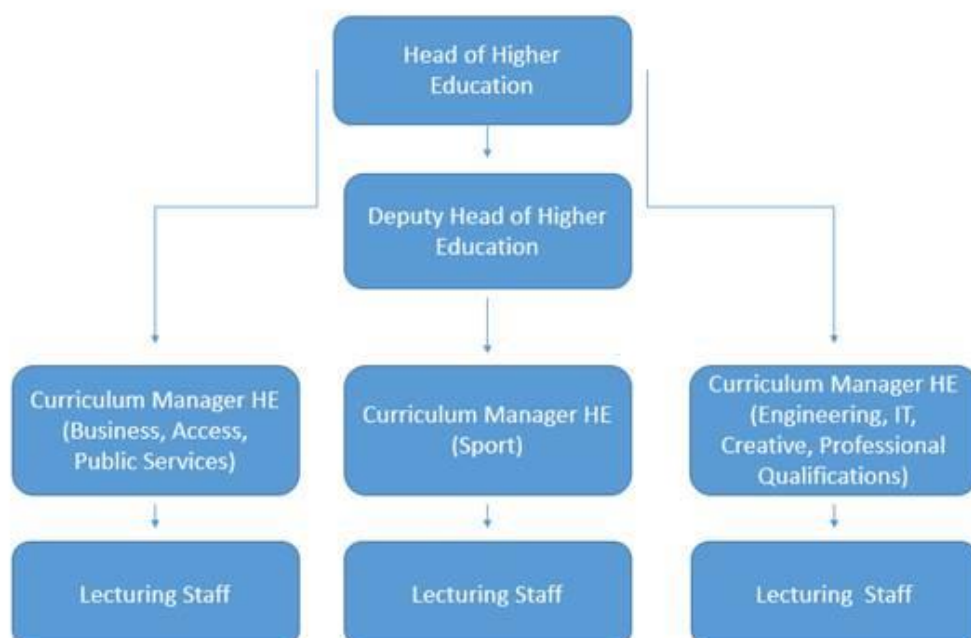 Head of Higher
Education
Deputy Head of Higher
Education
Curriculum Manager HE
(Business, Access,
Public Services)
Curriculum Manager HE
(Sport)
Curriculum Manager HE
(Engineering, IT,
Creative, Professional
Qualifications)
Lecturing Staff
Lecturing Staff
Lecturing Staff